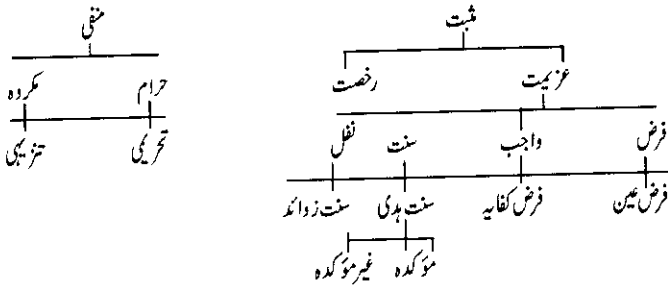 مثبت
عزیمت رخصت
فرض واجب سنت نفل
فرض عین فرض کفایہ سنت ہدی سنت زوائد
مؤکدہ غیر مؤکدہ
منفی
حرام مکروہ
تحریمی تنزیہی